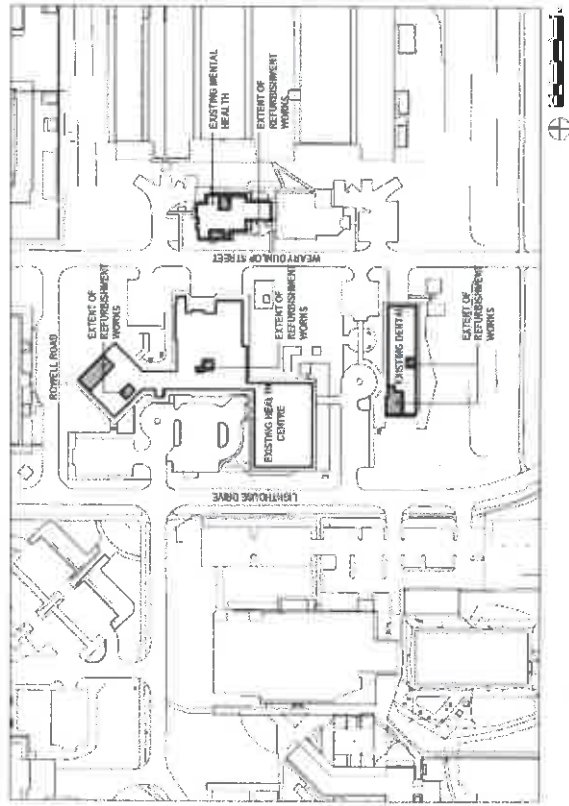 EXISTING MENTAL
HEALTH
EXTENT OF
REFURBISHMENT
WORKS
WEARY DUNLOP STREET
ROWELL ROAD
EXTENT OF
REFURBISHMENT
WORKS
EXTENT OF
REFURBISHMENT
WORKS
EXISTING HEALTH
CENTRE
EXISTING DENTAL
EXTENT OF
REFURBISHMENT
WORKS
LIGHTHOUSE DRIVE